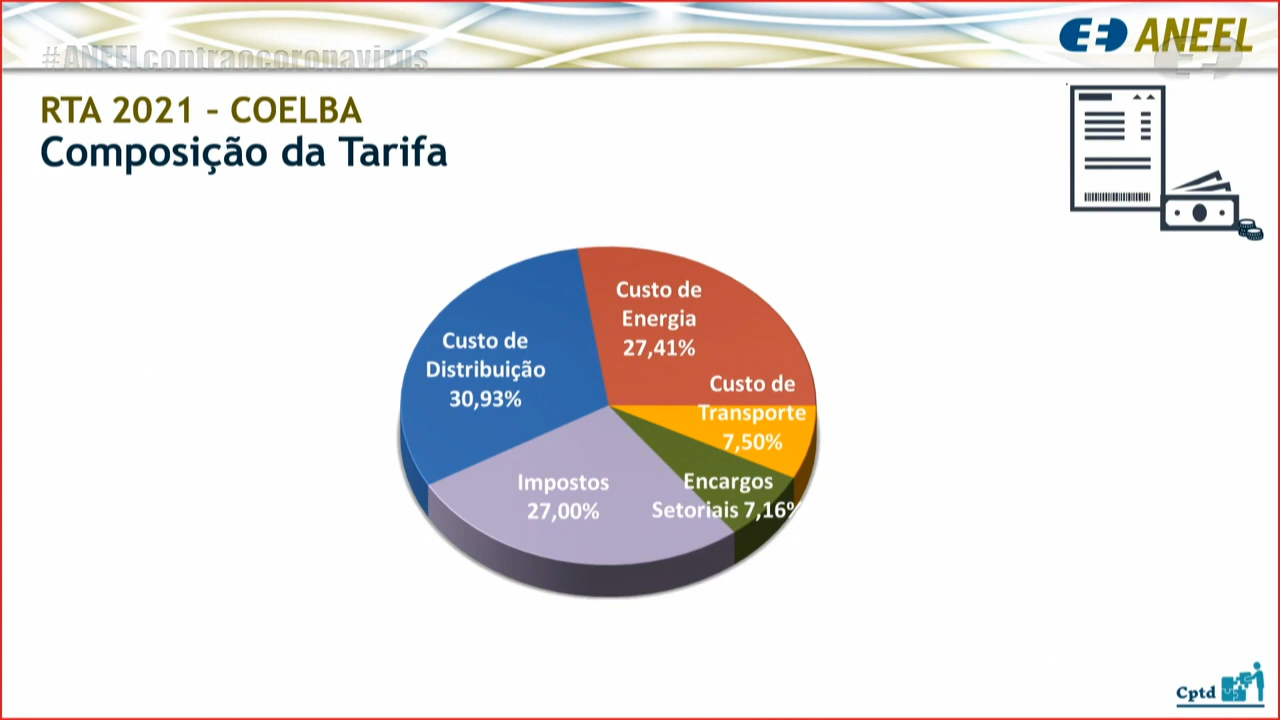 #ANEELcontraocoronavirus
ANEEL
RTA 2021 – COELBA
Composição da Tarifa
Custo de
Energia
27,41%
Custo de
Distribuição
30,93%
Custo de
Transporte
7,50%
Impostos
27,00%
Encargos
Setoriais 7,16%
Cptd